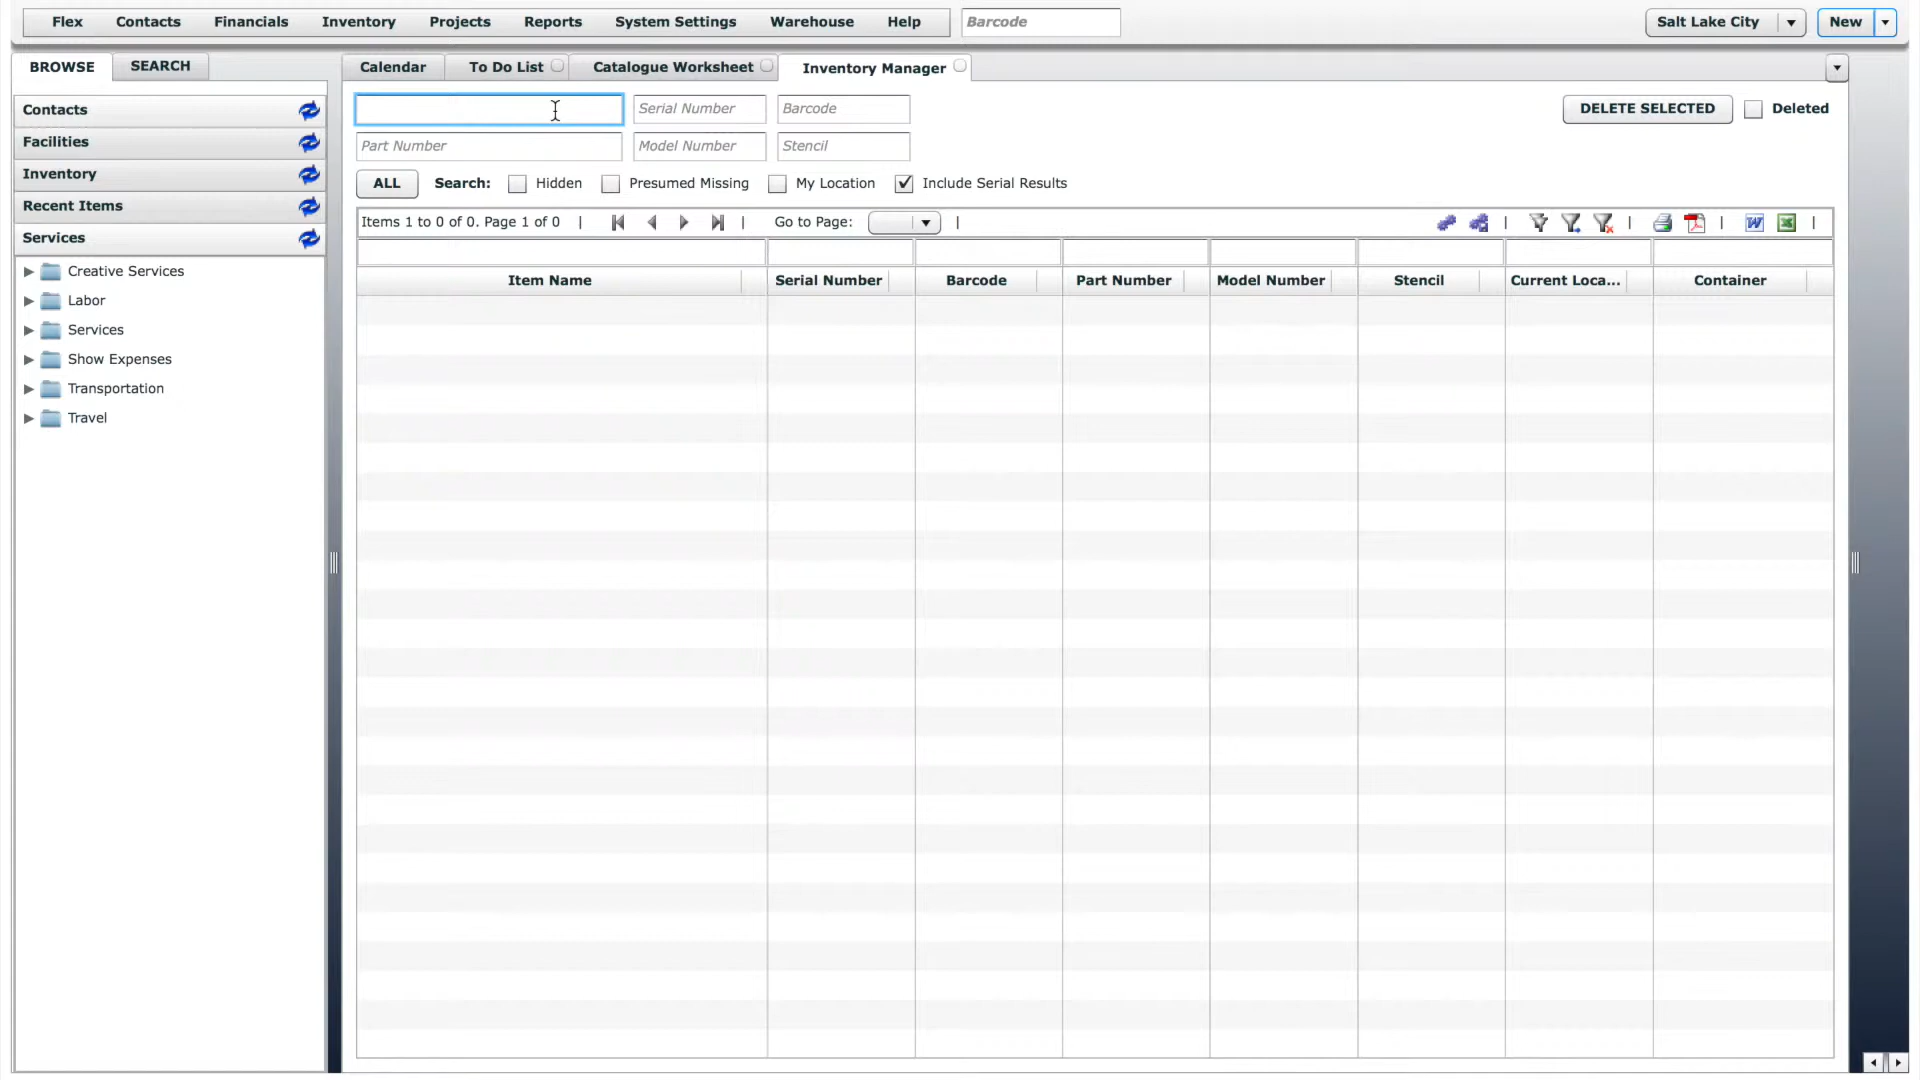 Flex Contacts Financials Inventory Projects Reports System Settings Warehouse Help Barcode Salt Lake City New
BROWSE SEARCH
Calendar To Do List Catalogue Worksheet Inventory Manager
Contacts
Facilities
Inventory
Recent Items
Services
Creative Services
Labor
Services
Show Expenses
Transportation
Travel
Serial Number Barcode DELETE SELECTED Deleted
Part Number Model Number Stencil
ALL Search: Hidden Presumed Missing My Location Include Serial Results
Items 1 to 0 of 0. Page 1 of 0 | | Go to Page: | | | |
Item Name Serial Number Barcode Part Number Model Number Stencil Current Loca... Container